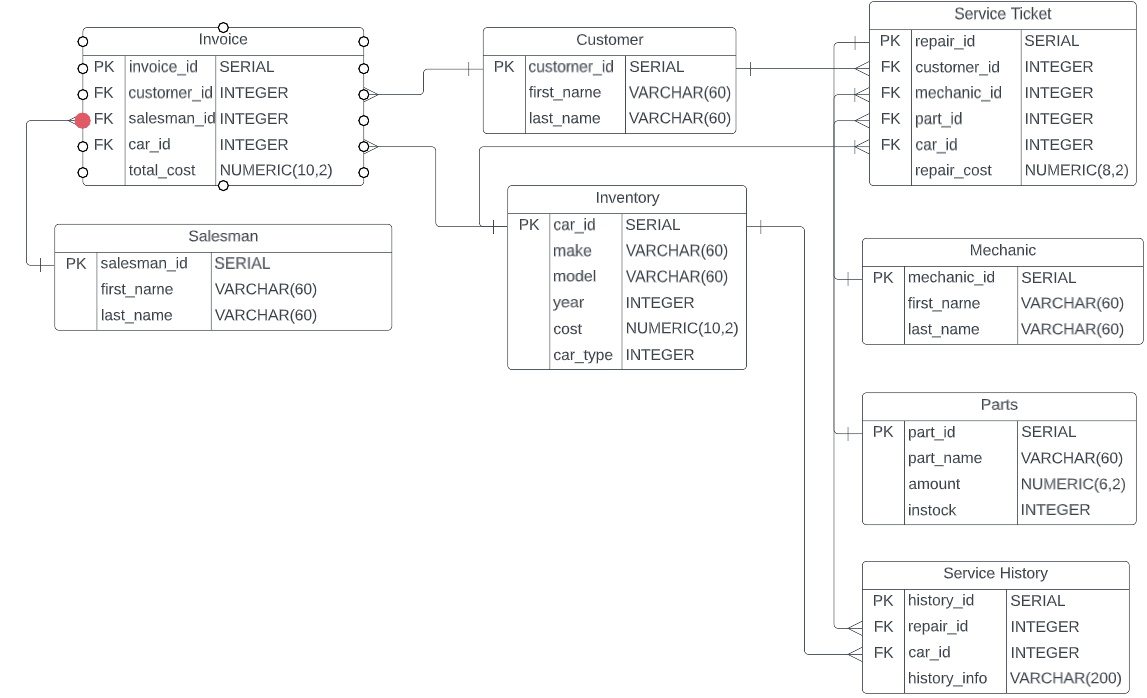 Invoice
PK invoice_id SERIAL
FK customer_id INTEGER
FK salesman_id INTEGER
FK car_id INTEGER
total_cost NUMERIC(10,2)
Customer
PK customer_id SERIAL
first_name VARCHAR(60)
last_name VARCHAR(60)
Service Ticket
PK repair_id SERIAL
FK customer_id INTEGER
FK mechanic_id INTEGER
FK part_id INTEGER
FK car_id INTEGER
repair_cost NUMERIC(8,2)
Salesman
PK salesman_id SERIAL
first_name VARCHAR(60)
last_name VARCHAR(60)
Inventory
PK car_id SERIAL
make VARCHAR(60)
model VARCHAR(60)
year INTEGER
cost NUMERIC(10,2)
car_type INTEGER
Mechanic
PK mechanic_id SERIAL
first_name VARCHAR(60)
last_name VARCHAR(60)
Parts
PK part_id SERIAL
part_name VARCHAR(60)
amount NUMERIC(6,2)
instock INTEGER
Service History
PK history_id SERIAL
FK repair_id INTEGER
FK car_id INTEGER
history_info VARCHAR(200)